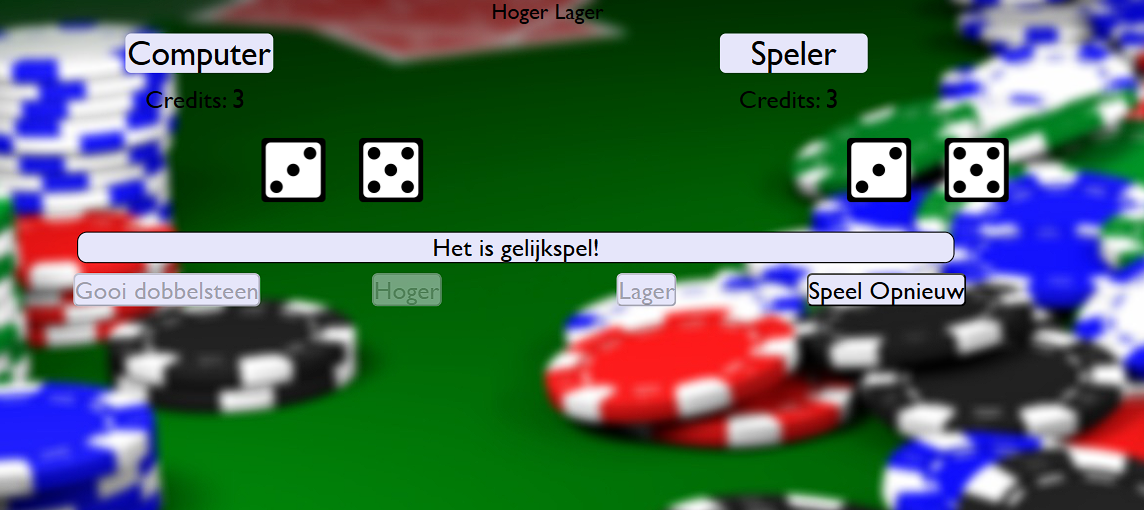 Hoger Lager
Computer
Speler
Credits: 3
Credits: 3
Het is gelijkspel!
Gooi dobbelsteen
Hoger
Lager
Speel Opnieuw